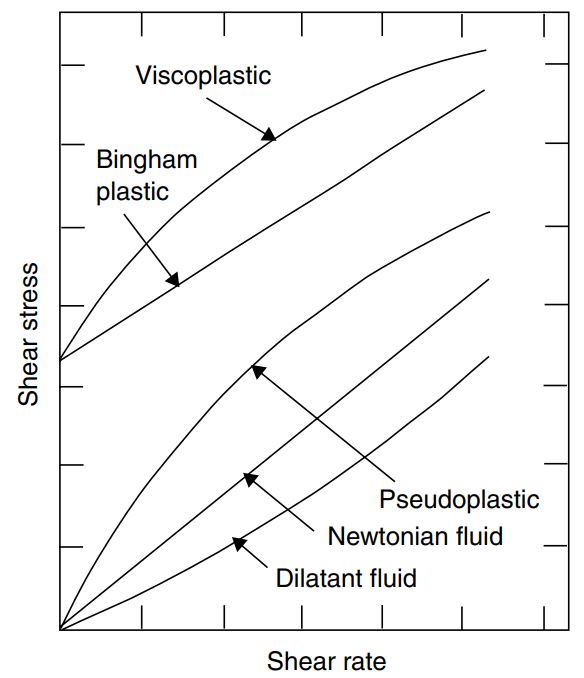 Viscoplastic
Bingham
plastic
Shear stress
Pseudoplastic
Newtonian fluid
Dilatant fluid
Shear rate